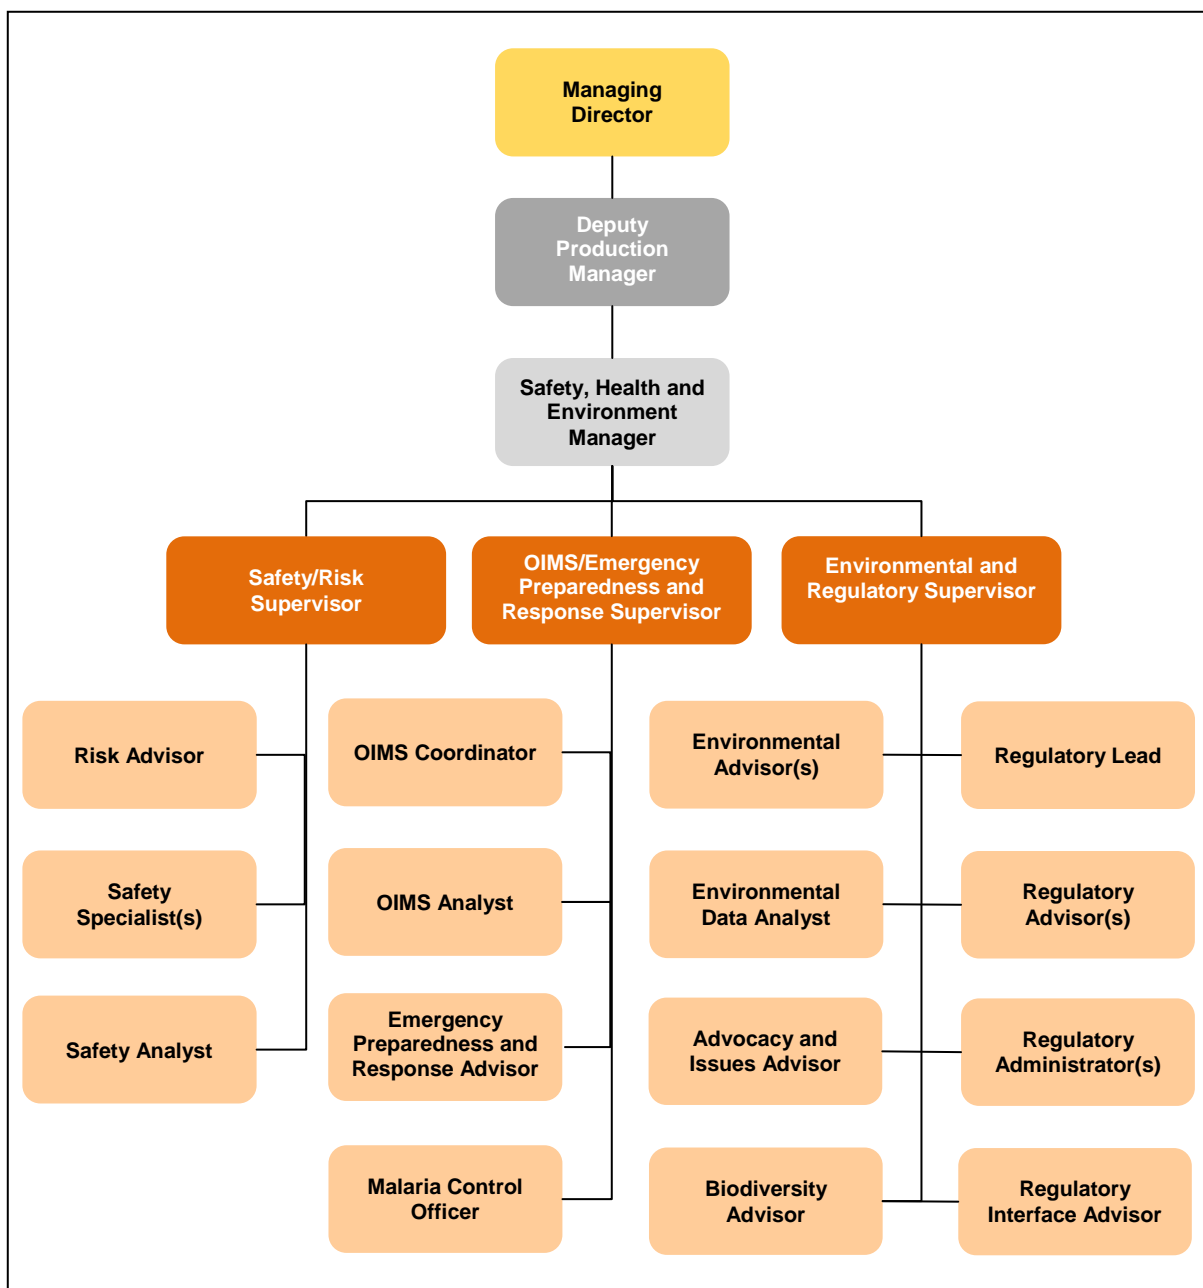 Managing
Director
Deputy
Production
Manager
Safety, Health and
Environment
Manager
Safety/Risk
Supervisor
OIMS/Emergency
Preparedness and
Response Supervisor
Environmental and
Regulatory Supervisor
Risk Advisor
OIMS Coordinator
Environmental
Advisor(s)
Regulatory Lead
Safety
Specialist(s)
OIMS Analyst
Environmental
Data Analyst
Regulatory
Advisor(s)
Safety Analyst
Emergency
Preparedness and
Response Advisor
Advocacy and
Issues Advisor
Regulatory
Administrator(s)
Malaria Control
Officer
Biodiversity
Advisor
Regulatory
Interface Advisor